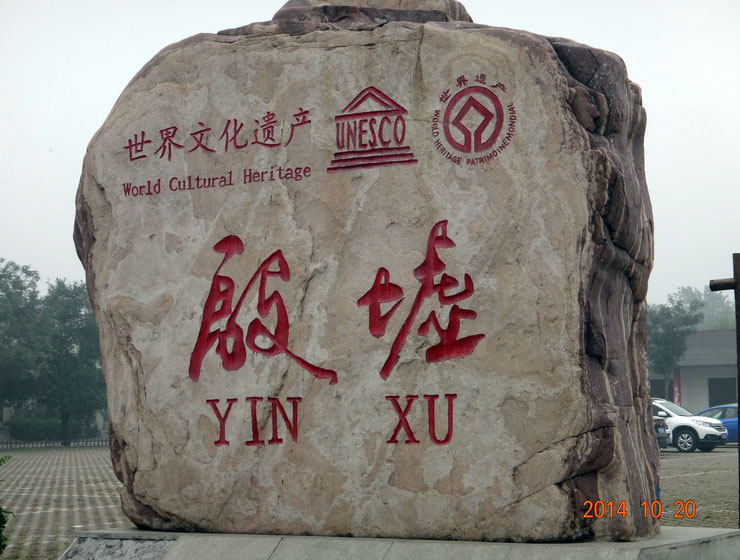 世界文化遗产
World Cultural Heritage
UNESCO
世界遗产
WORLD HERITAGE PATRIMOINE MONDIAL
殷墟
YIN XU
2014 10 20